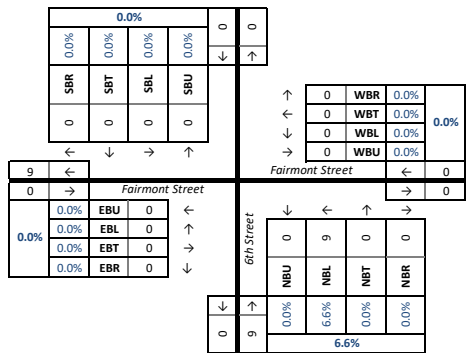 0.0%
0.0% 0.0% 0.0% 0.0%
SBR SBT SBL SBU
0 0 0 0
← ↓ → ↑
0 0
↓ ↑
↑ 0 WBR 0.0%
← 0 WBT 0.0%
↓ 0 WBL 0.0%
→ 0 WBU 0.0%
0.0%
9 ← Fairmont Street ← 0
0 → Fairmont Street → 0
0.0%
0.0% EBU 0 ←
0.0% EBL 0 ↑
0.0% EBT 0 →
0.0% EBR 0 ↓
6th Street
↓ ← ↑ →
0 9 0 0
NBU NBL NBT NBR
0.0% 6.6% 0.0% 0.0%
6.6%
↓ ↑
0 9